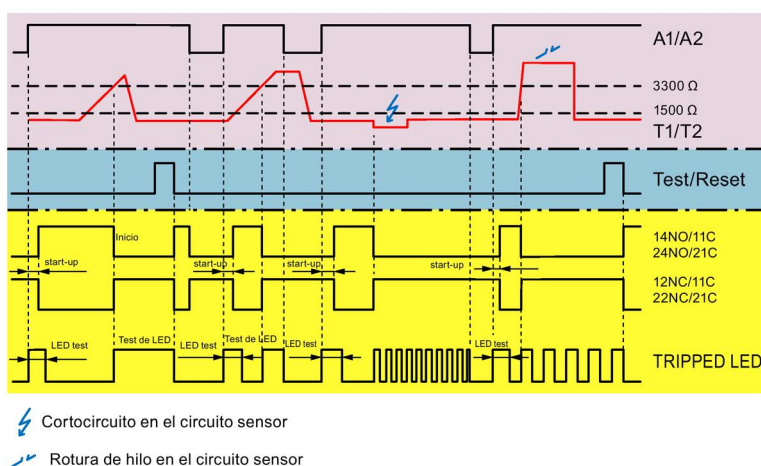 A1/A2
3300 Ω
1500 Ω
T1/T2
Test/Reset
Inicio
14NO/11C
24NO/21C
start-up
start-up
start-up
start-up
12NC/11C
22NC/21C
LED test
Test de LED
LED test
Test de LED
LED test
LED test
TRIPPED LED
Cortocircuito en el circuito sensor
Rotura de hilo en el circuito sensor